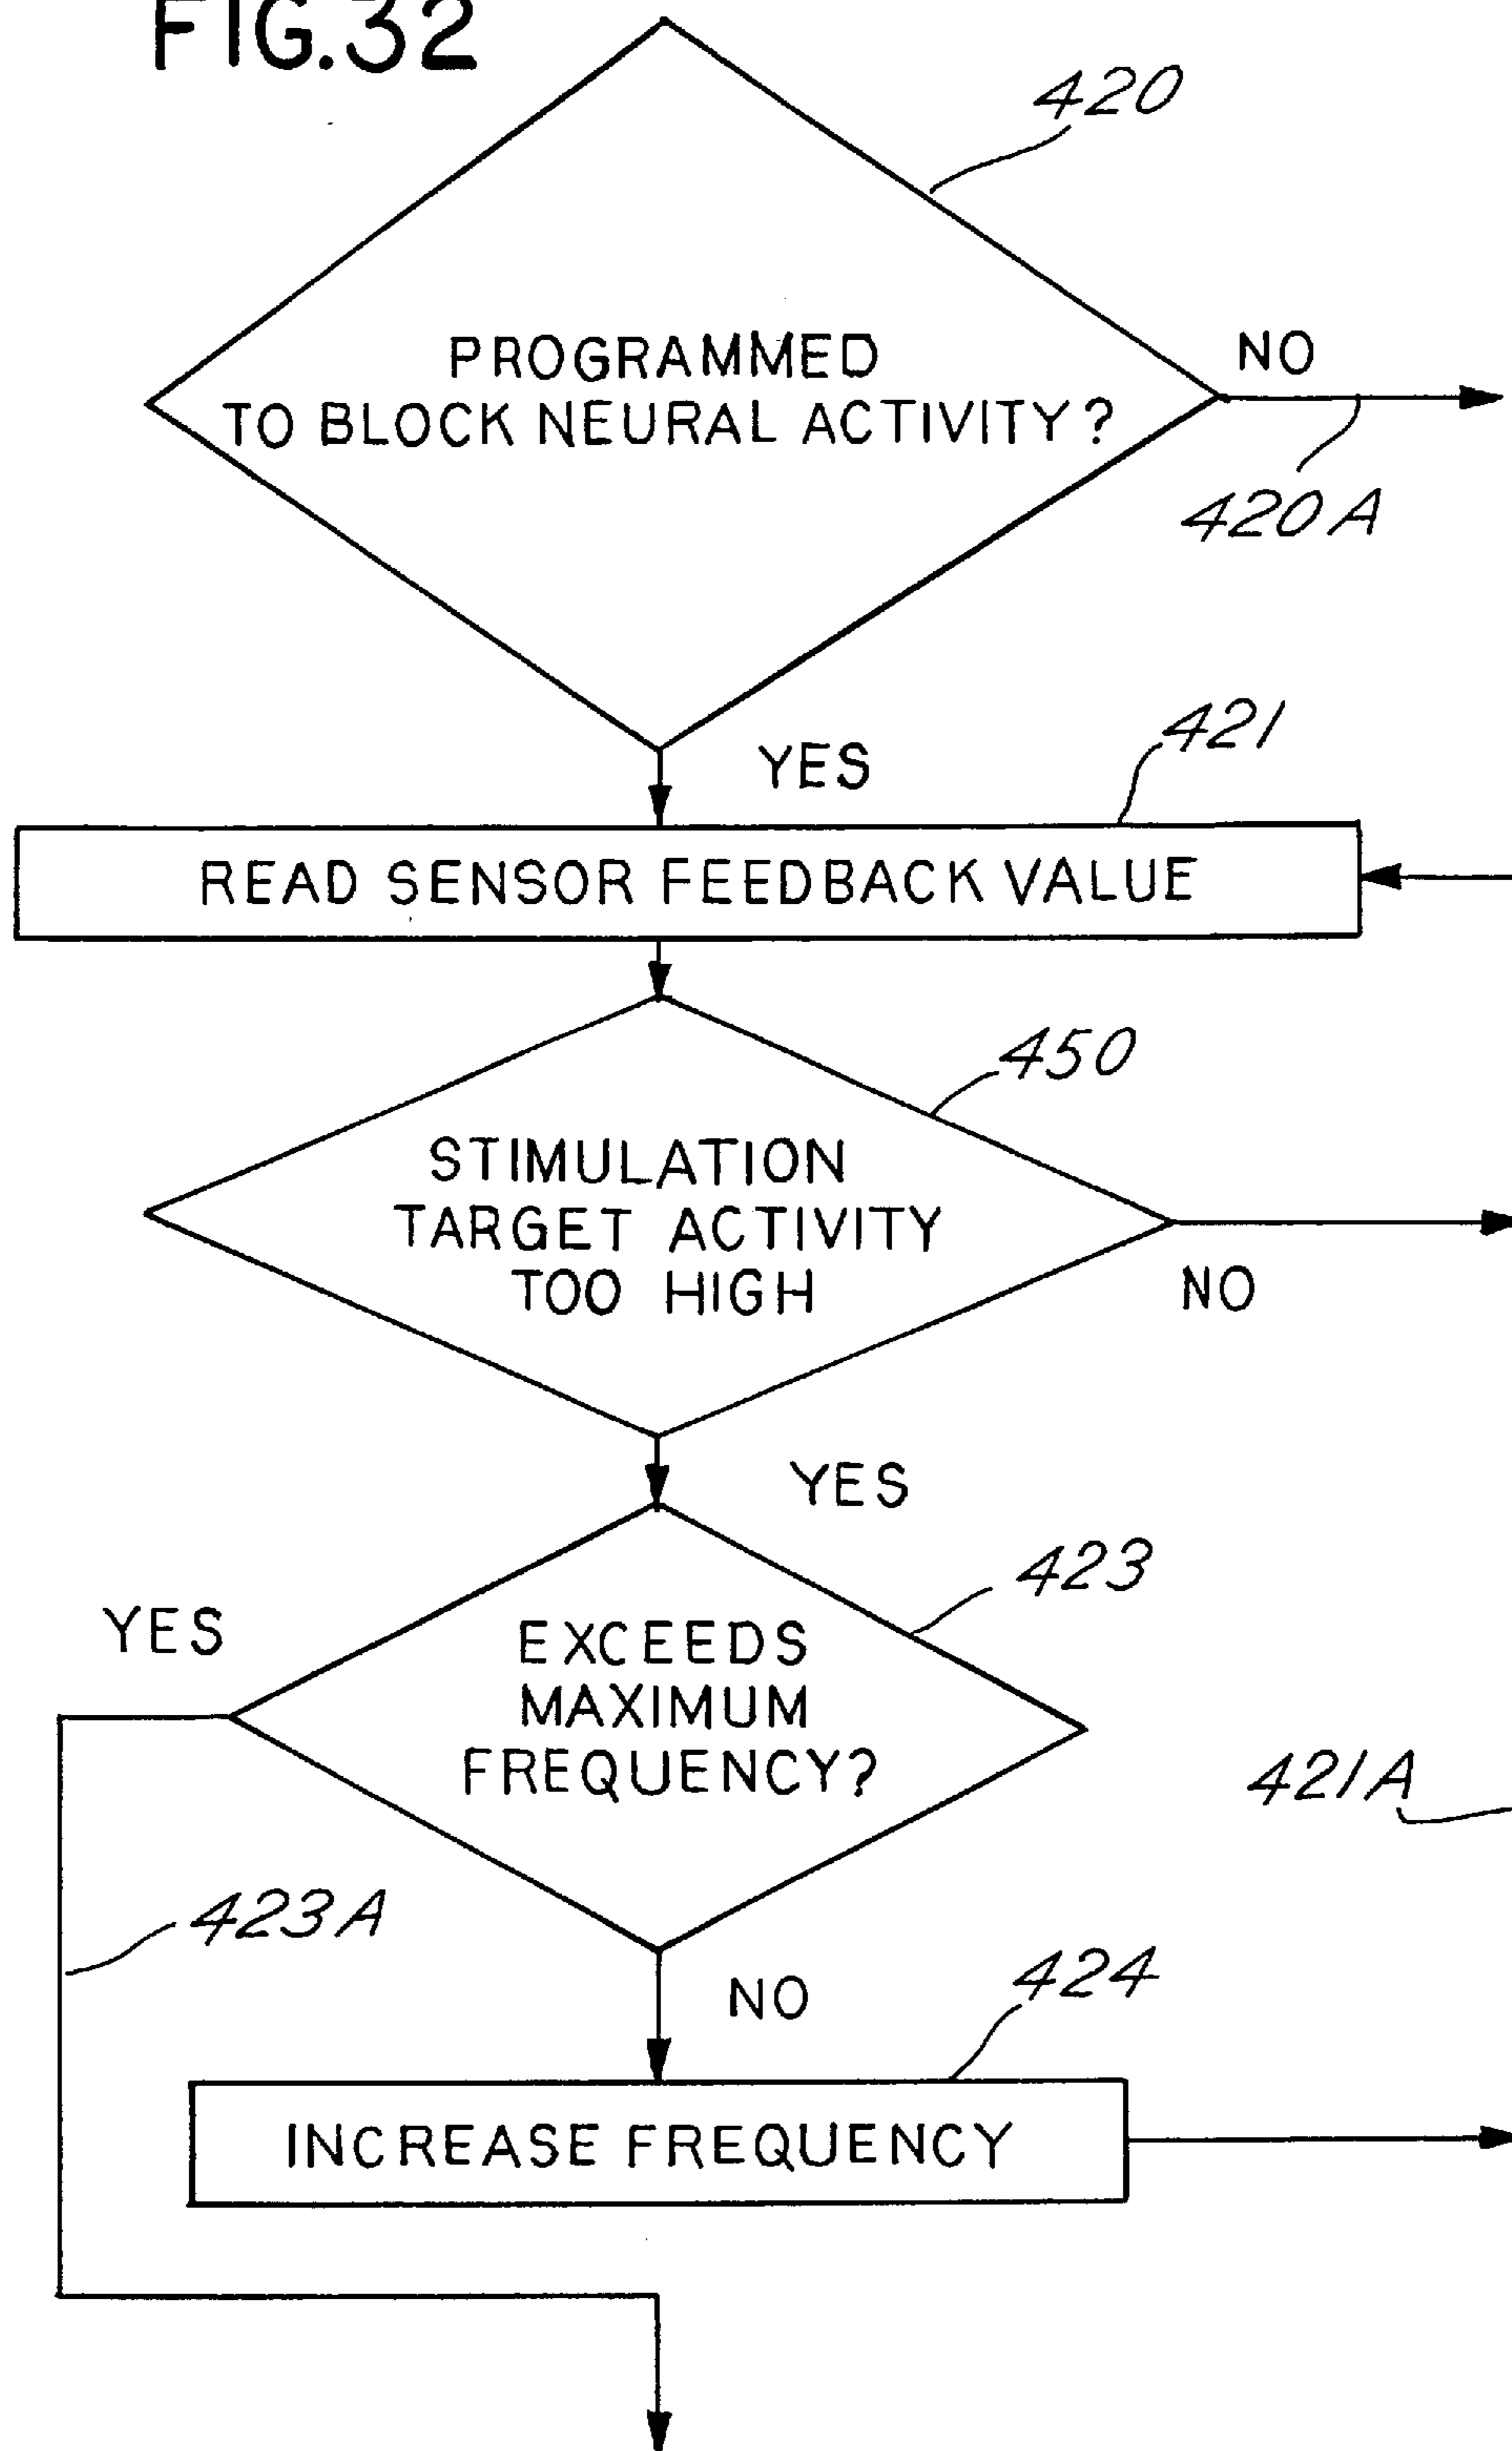 FIG.32
420
PROGRAMMED
TO BLOCK NEURAL ACTIVITY?
NO
420A
YES
421
READ SENSOR FEEDBACK VALUE
450
STIMULATION
TARGET ACTIVITY
TOO HIGH
NO
YES
423
YES
EXCEEDS
MAXIMUM
FREQUENCY?
421A
423A
NO
424
INCREASE FREQUENCY